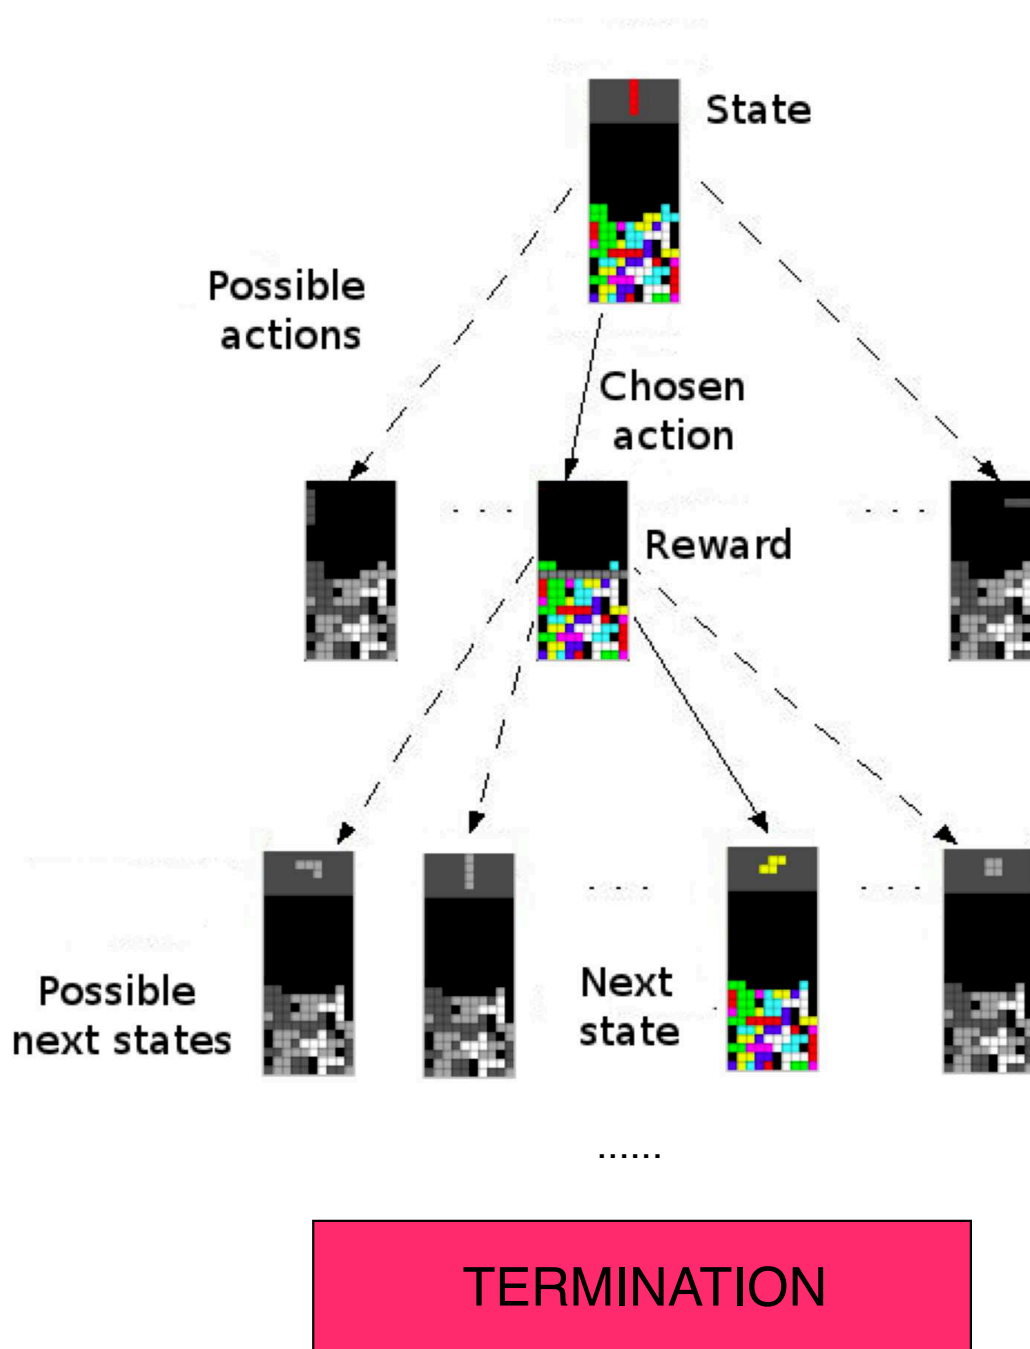 State
Possible
actions
Chosen
action
Reward
Possible
next states
Next
state
......
TERMINATION